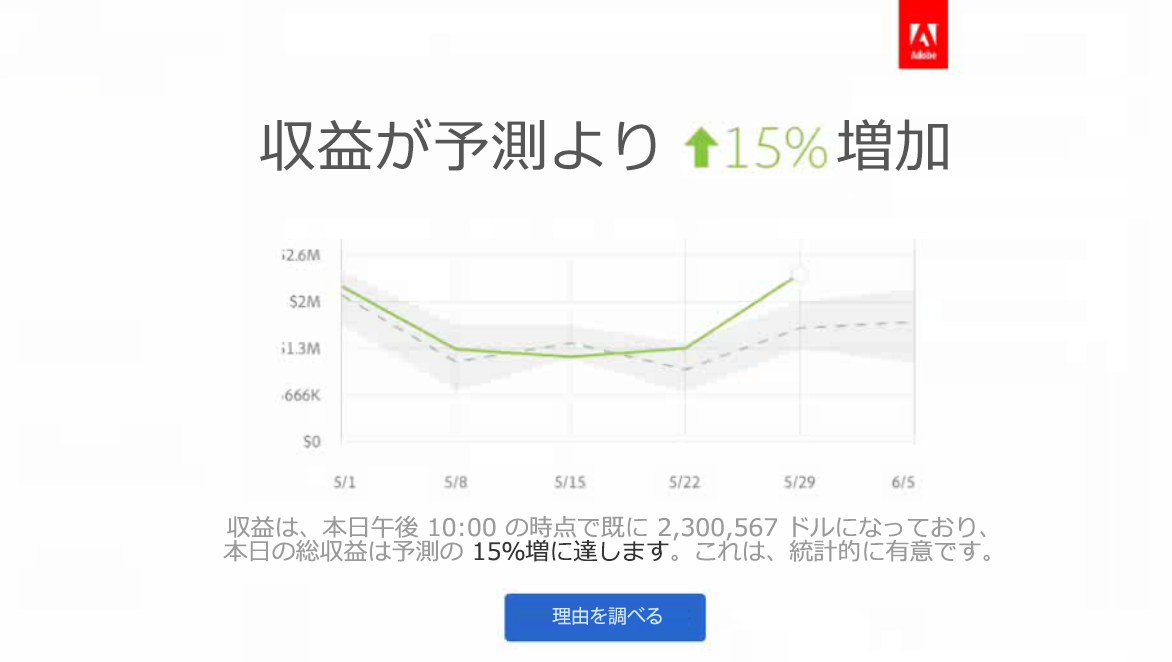 Adobe
収益が予測より 15% 増加
$2.6M
$2M
$1.3M
$666K
$0
5/1 5/8 5/15 5/22 5/29 6/5
収益は、本日午後 10:00 の時点で既に 2,300,567 ドルになっており、
本日の総収益は予測の 15%増に達します。これは、統計的に有意です。
理由を調べる